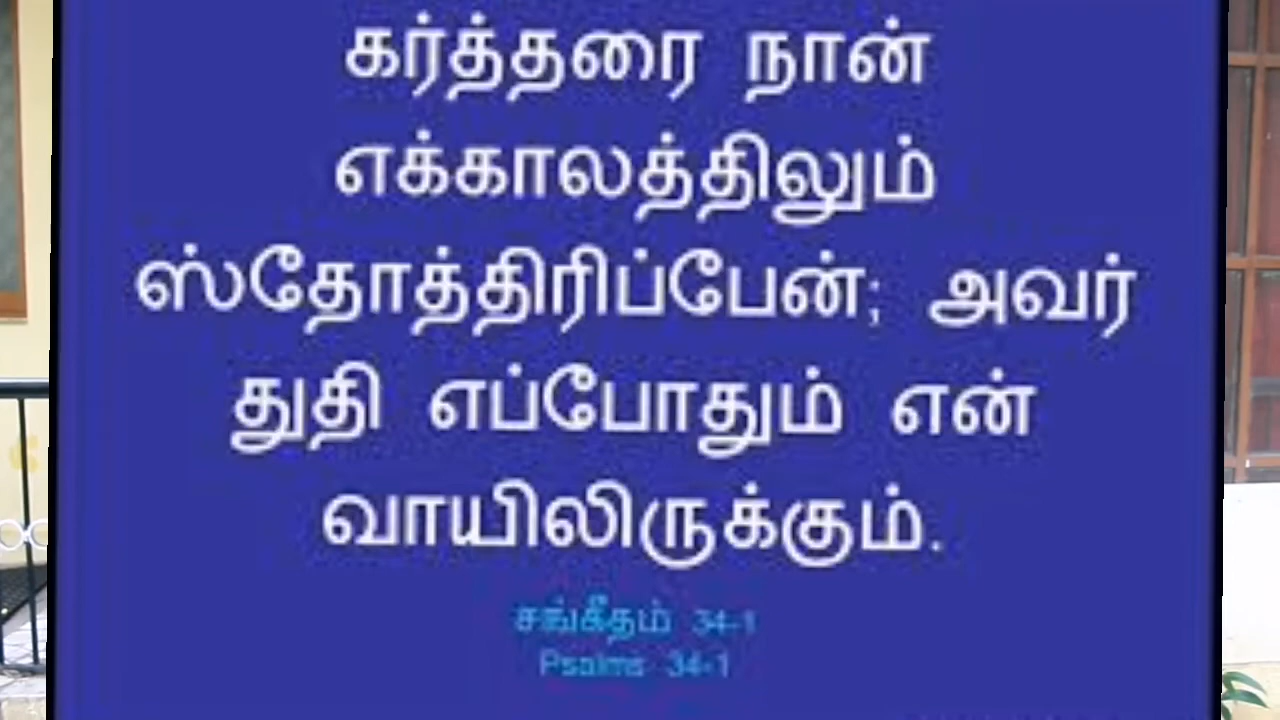 கர்த்தரை நான்
எக்காலத்திலும்
ஸ்தோத்திரிப்பேன்; அவர்
துதி எப்போதும் என்
வாயிலிருக்கும்.
சங்கீதம் 34-1
Psalms 34-1